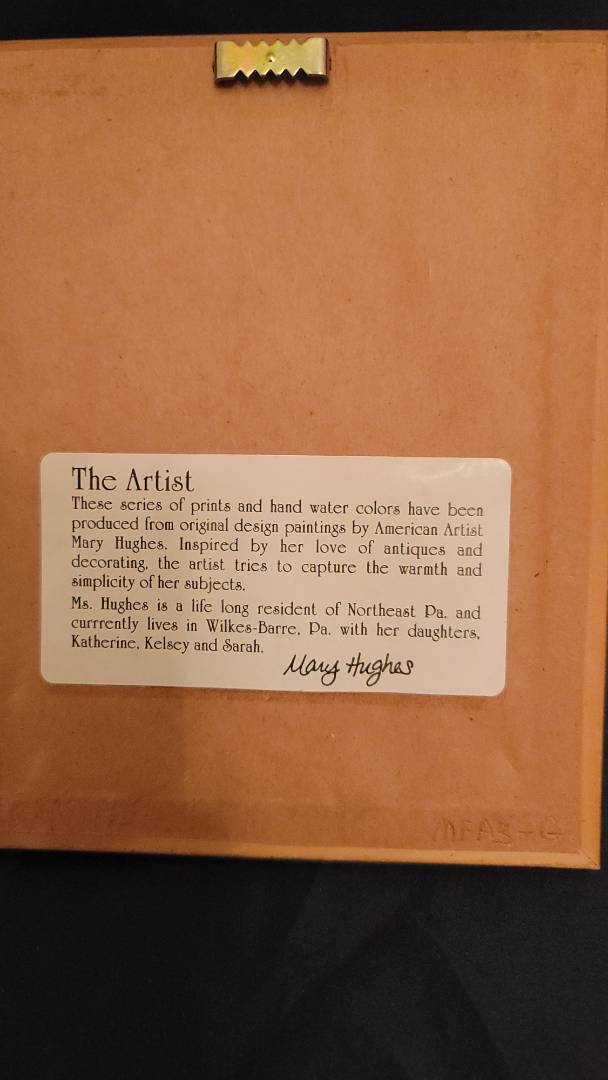 The Artist
These series of prints and hand water colors have been
produced from original design paintings by American Artist
Mary Hughes. Inspired by her love of antiques and
decorating, the artist tries to capture the warmth and
simplicity of her subjects.
Ms. Hughes is a life long resident of Northeast Pa. and
currrently lives in Wilkes-Barre, Pa. with her daughters,
Katherine, Kelsey and Sarah.
Mary Hughes